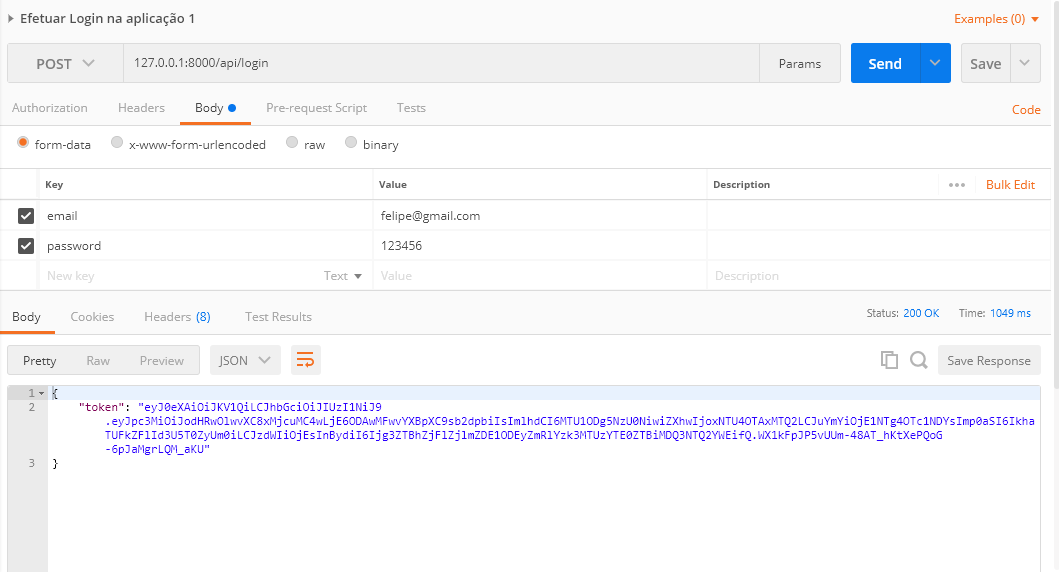 Efetuar Login na aplicação 1
Examples (0)
POST
127.0.0.1:8000/api/login
Params
Send
Save
Authorization
Headers
Body
Pre-request Script
Tests
Code
form-data
x-www-form-urlencoded
raw
binary
Key
Value
Description
Bulk Edit
email
felipe@gmail.com
password
123456
New key
Text
Value
Description
Body
Cookies
Headers (8)
Test Results
Status: 200 OK
Time: 1049 ms
Pretty
Raw
Preview
JSON
Save Response
1
{
2
"token": "eyJ0eXAiOiJKV1QiLCJhbGciOiJIUzI1NiJ9
.eyJpc3MiOiJodHRwOlwvXC8xMjcuMC4wLjE6ODAwMFwvYXBpXC9sb2dpbiIsImlhdCI6MTU1ODg5NzU0NiwiZXhwIjoxNTU4OTAxMTQ2LCJuYmYiOjE1NTg4OTc1NDYsImp0aSI6Ikha
TUFkZFlId3U5T0ZyUm0iLCJzdWIiOjEsInBydiI6Ijg3ZTBhZjFlZjlmZDE1ODEyZmRlYzk3MTUzYTE0ZTBiMDQ3NTQ2YWEifQ.WX1kFpJP5vUUm-48AT_hKtXePQoG
-6pJaMgrLQM_aKU"
3
}